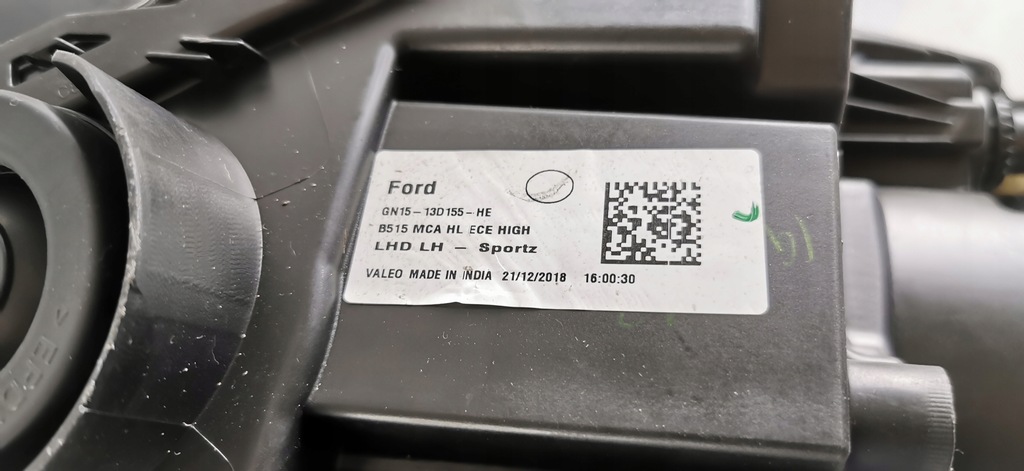 Ford
GN15-13D155-HE
B515 MCA HL ECE HIGH
LHD LH - Sportz
VALEO MADE IN INDIA 21/12/2018 16:00:30